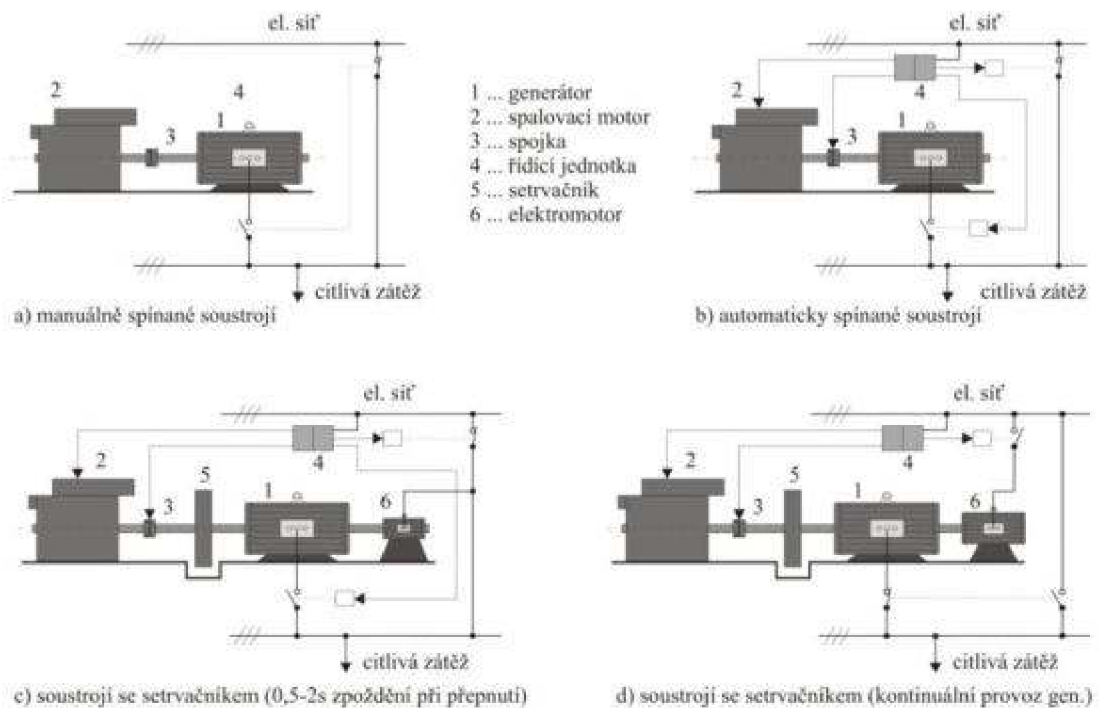 el. síť
2
3
4
1
1 ... generátor
2 ... spalovací motor
3 ... spojka
4 ... řídící jednotka
5 ... setrvačník
6 ... elektromotor
citlivá zátěž
a) manuálně spínané soustrojí
el. síť
2
3
4
1
citlivá zátěž
b) automaticky spínané soustrojí
el. síť
2
3
5
1
4
6
citlivá zátěž
c) soustrojí se setrvačníkem (0,5-2s zpoždění při přepnutí)
el. síť
2
3
5
1
4
6
citlivá zátěž
d) soustrojí se setrvačníkem (kontinuální provoz gen.)